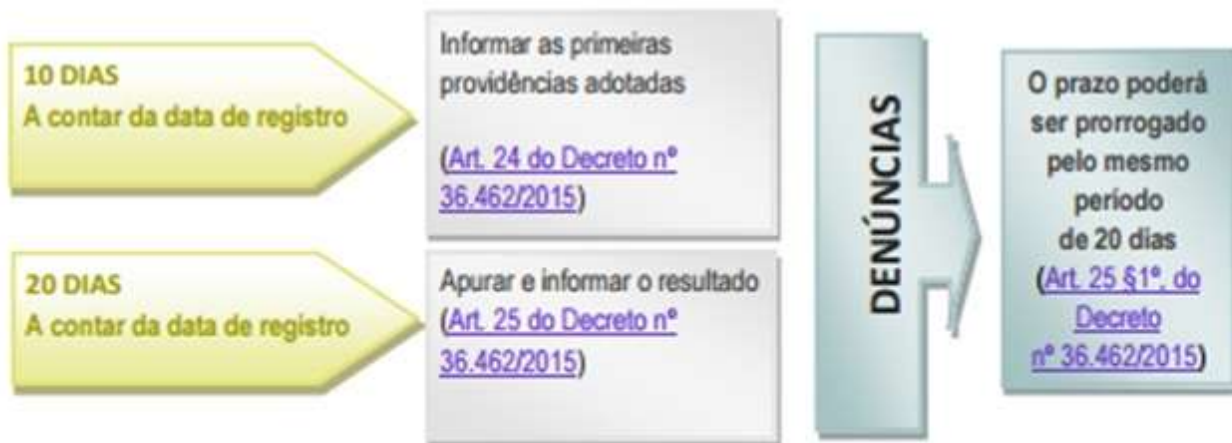 10 DIAS
A contar da data de registro
Informar as primeiras
providências adotadas
(Art. 24 do Decreto nº
36.462/2015)
20 DIAS
A contar da data de registro
Apurar e informar o resultado
(Art. 25 do Decreto nº
36.462/2015)
DENÚNCIAS
O prazo poderá
ser prorrogado
pelo mesmo
período
de 20 dias
(Art. 25 §1º, do
Decreto
nº 36.462/2015)